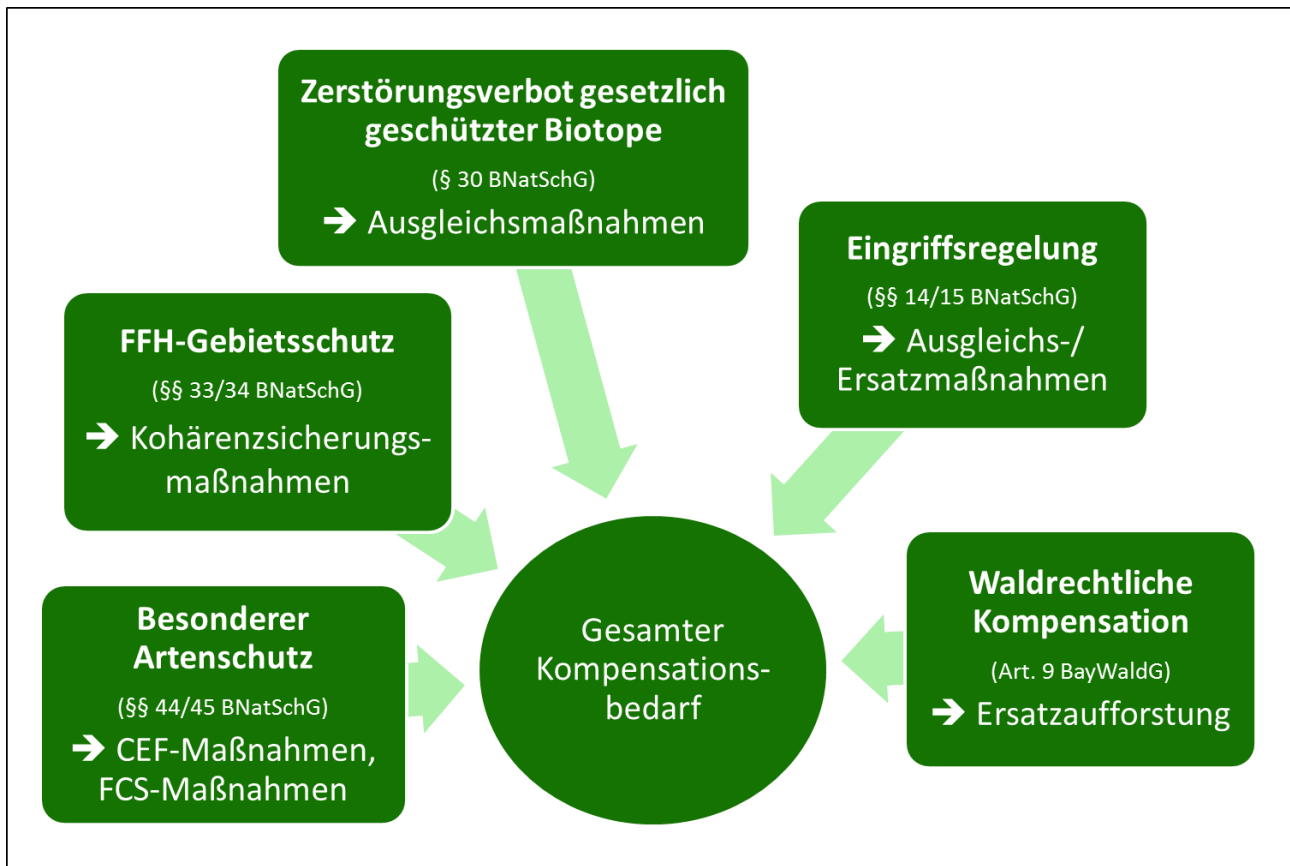 Zerstörungsverbot gesetzlich
geschützter Biotope
(§ 30 BNatSchG)
➔ Ausgleichsmaßnahmen
Eingriffsregelung
(§§ 14/15 BNatSchG)
➔ Ausgleichs-/
Ersatzmaßnahmen
FFH-Gebietsschutz
(§§ 33/34 BNatSchG)
➔ Kohärenzsicherungs-
maßnahmen
Waldrechtliche
Kompensation
(Art. 9 BayWaldG)
➔ Ersatzaufforstung
Besonderer
Artenschutz
(§§ 44/45 BNatSchG)
➔ CEF-Maßnahmen,
FCS-Maßnahmen
Gesamter
Kompensations-
bedarf